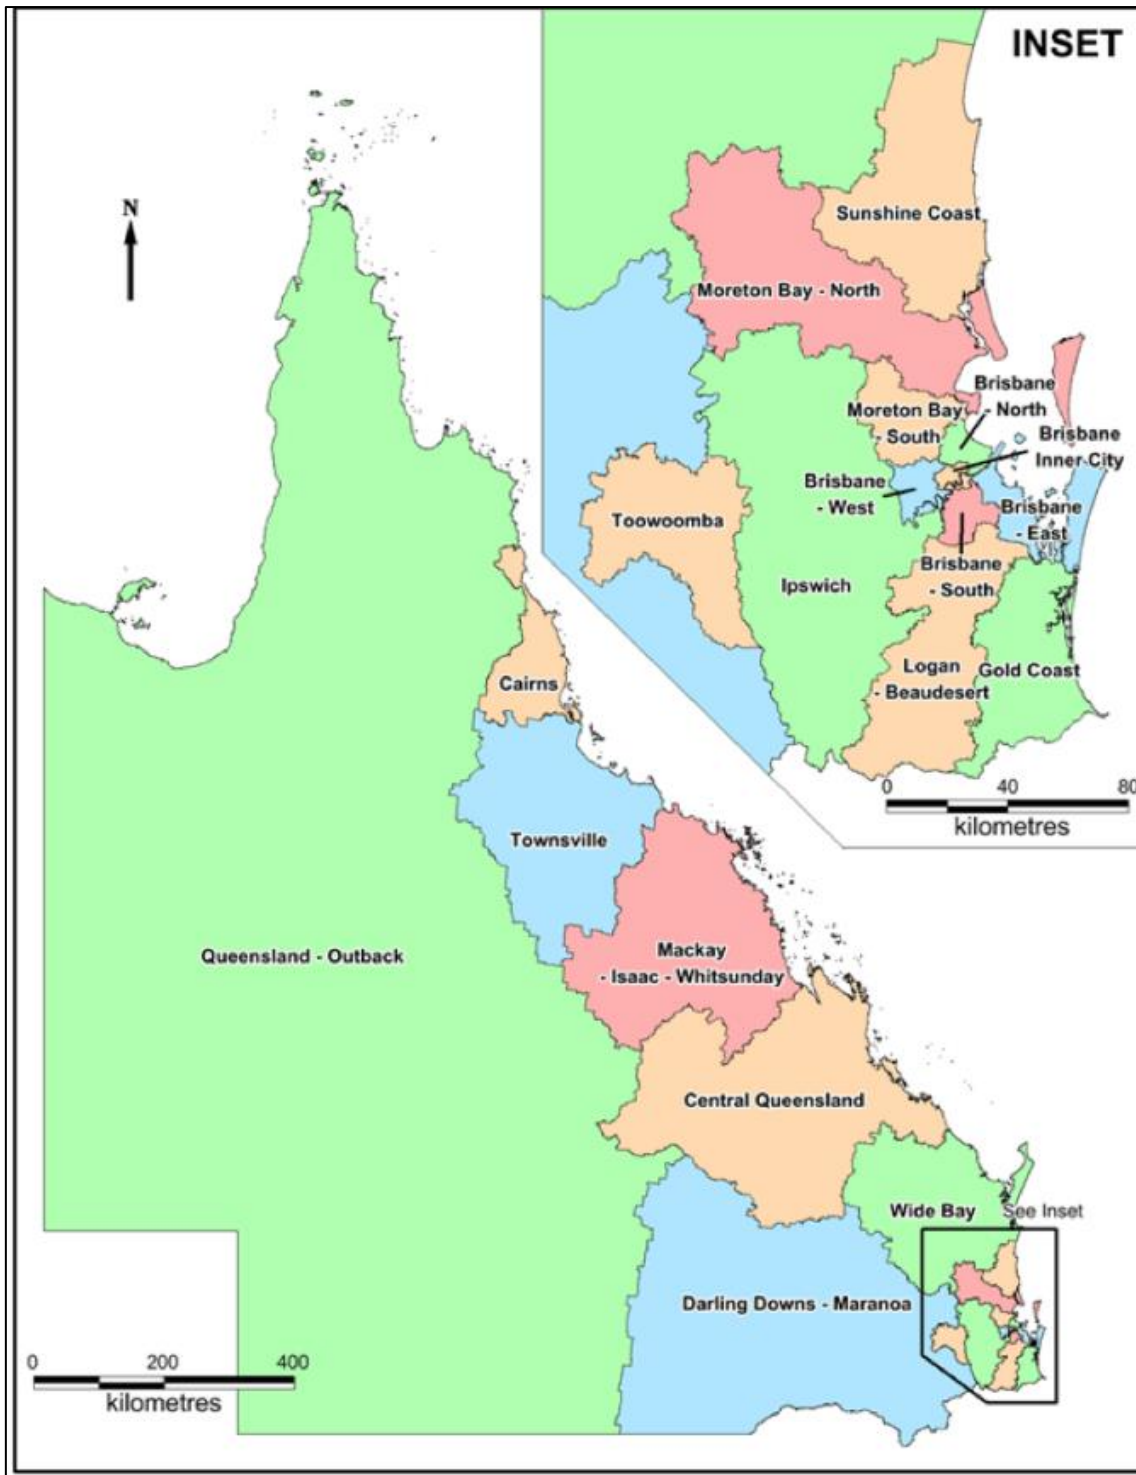 INSET
N
Sunshine Coast
Moreton Bay - North
Brisbane
- North
Moreton Bay
- South
Brisbane
Inner City
Brisbane
- West
Brisbane
- East
Toowoomba
Brisbane
- South
Ipswich
Logan
- Beaudesert
Gold Coast
0 40 80
kilometres
Cairns
Townsville
Queensland - Outback
Mackay
- Isaac - Whitsunday
Central Queensland
Wide Bay
See Inset
Darling Downs - Maranoa
0 200 400
kilometres